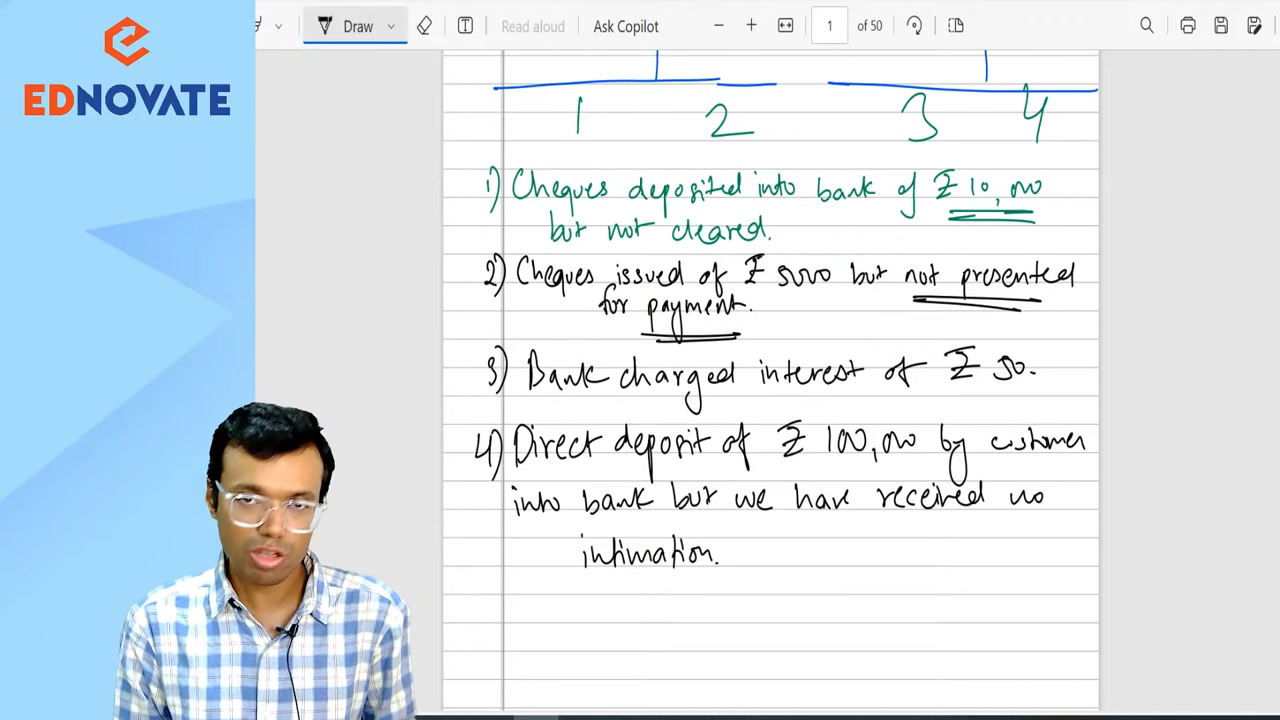 Draw
Read aloud
Ask Copilot
1 of 50
EDNOVATE
1 2 3 4
1) Cheques deposited into bank of ₹ 10,000
but not cleared.
2) Cheques issued of ₹ 5000 but not presented
for payment.
3) Bank charged interest of ₹ 50.
4) Direct deposit of ₹ 100,000 by customer
into bank but we have received no
intimation.